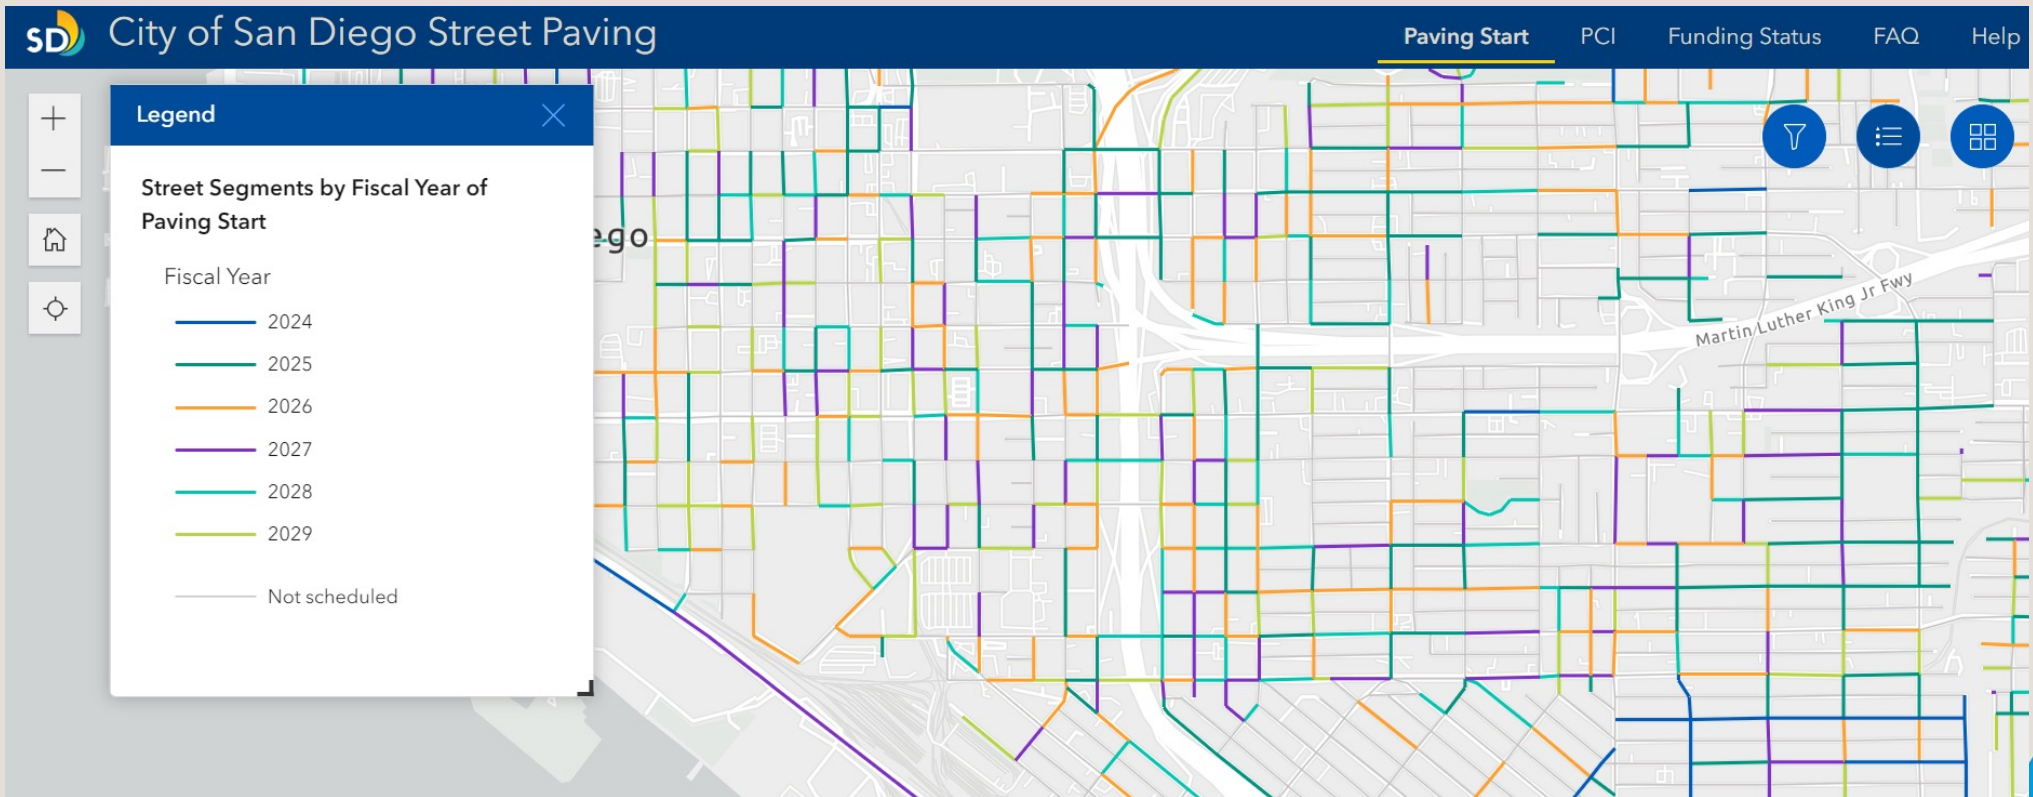 SD
City of San Diego Street Paving
Paving Start
PCI
Funding Status
FAQ
Help
Legend
Street Segments by Fiscal Year of
Paving Start
Fiscal Year
2024
2025
2026
2027
2028
2029
Not scheduled
ego
Martin Luther King Jr Fwy